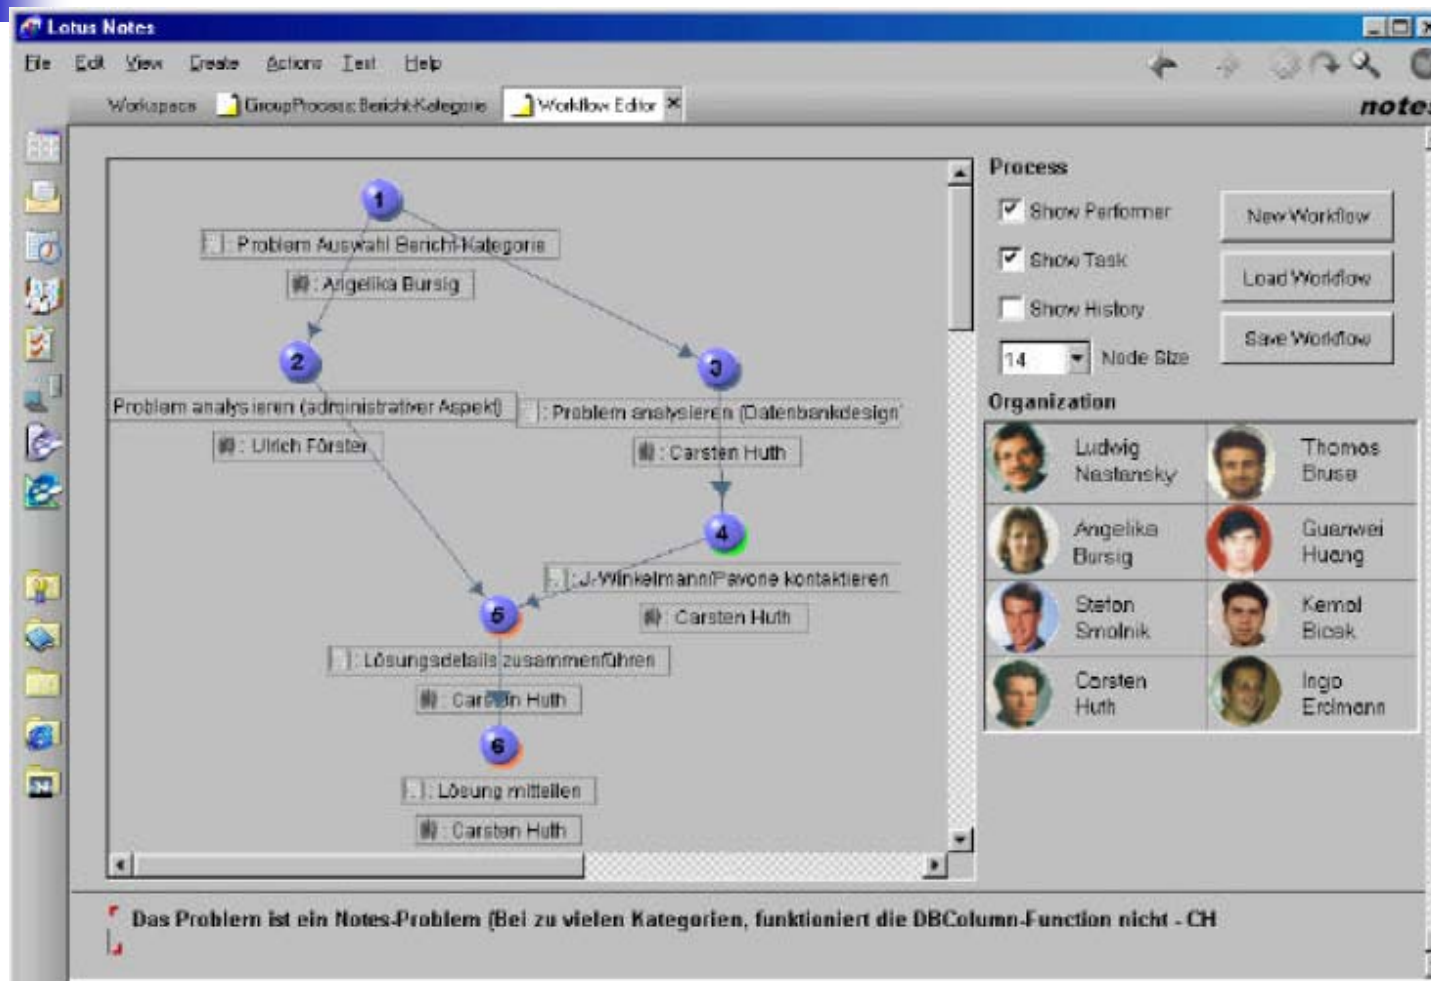 Lotus Notes
File Edit View Create Actions Text Help
Workspace GroupProcess: Bericht-Kategorie Workflow Editor
notes
1
: Problem Auswahl Bericht-Kategorie
: Angelika Bursig
2
3
Problem analysieren (administrativer Aspekt)
: Problem analysieren (Datenbankdesign)
: Ulrich Förster
: Carsten Huth
4
: J. Winkelmann/Pavone kontaktieren
: Carsten Huth
5
: Lösungsdetails zusammenführen
: Carsten Huth
6
: Lösung mitteilen
: Carsten Huth
Process
Show Performer
Show Task
Show History
14 Node Size
New Workflow
Load Workflow
Save Workflow
Organization
Ludwig
Nastansky
Thomas
Bruse
Angelika
Bursig
Guanwei
Huang
Stefan
Smolnik
Kemal
Bicak
Carsten
Huth
Ingo
Erdmann
Das Problem ist ein Notes-Problem (Bei zu vielen Kategorien, funktioniert die DBColumn-Function nicht - CH